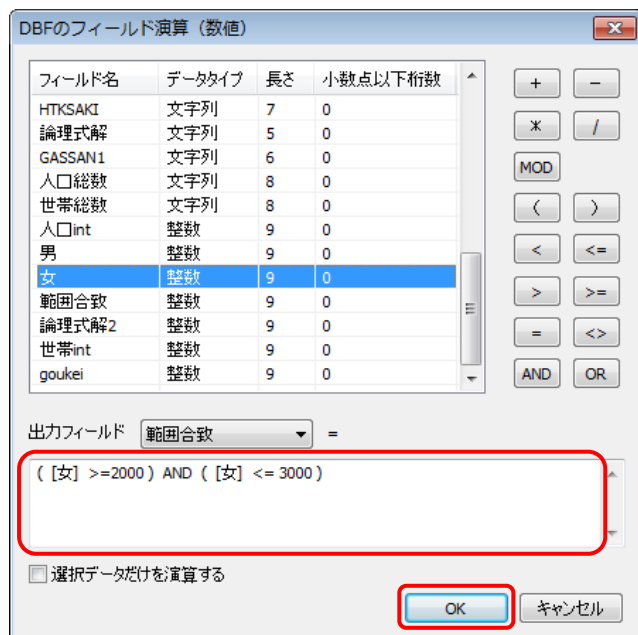 DBFのフィールド演算（数値）
フィールド名 データタイプ 長さ 小数点以下桁数
HTKSAKI 文字列 7 0
論理式解 文字列 5 0
GASSAN1 文字列 6 0
人口総数 文字列 8 0
世帯総数 文字列 8 0
人口int 整数 9 0
男 整数 9 0
女 整数 9 0
範囲合致 整数 9 0
論理式解2 整数 9 0
世帯int 整数 9 0
goukei 整数 9 0
+ -
* /
MOD
( )
< <=
> >=
= <>
AND OR
出力フィールド 範囲合致 =
( [女] >=2000 ) AND ( [女] <= 3000 )
選択データだけを演算する
OK キャンセル